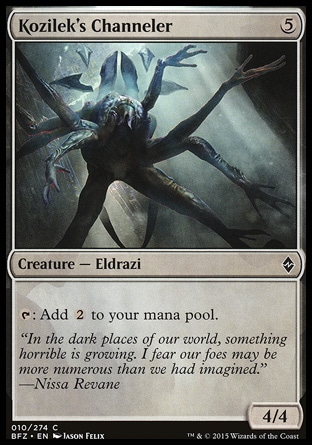 Kozilek's Channeler 5
Creature — Eldrazi
: Add 2 to your mana pool.
"In the dark places of our world, something
horrible is growing. I fear our foes may be
more numerous than we had imagined."
—Nissa Revane
4/4
010/274 C
BFZ • EN Jason Felix
™ & © 2015 Wizards of the Coast